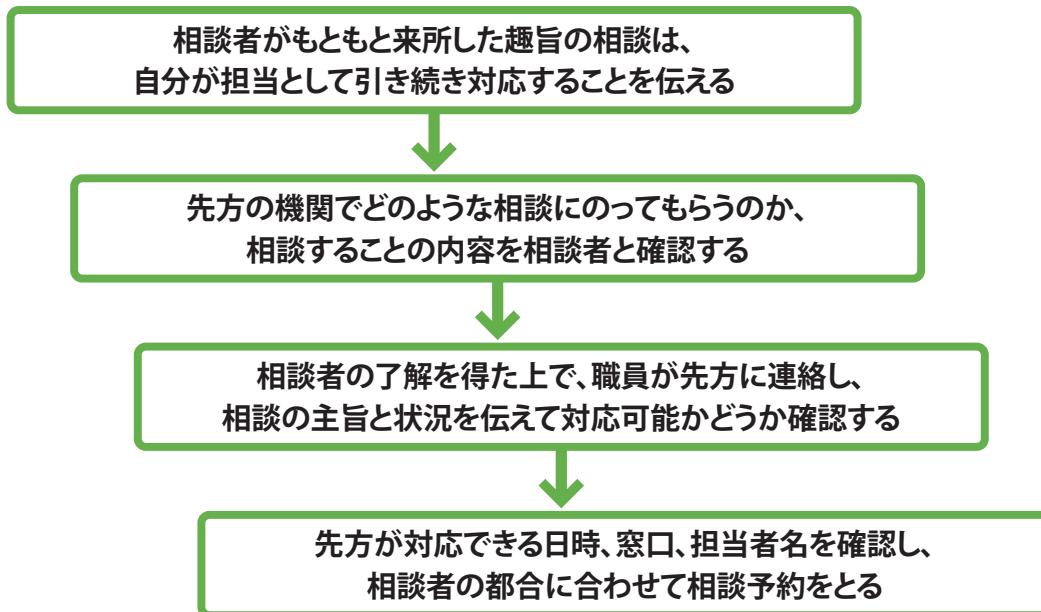 相談者がもともと来所した趣旨の相談は、
自分が担当として引き続き対応することを伝える
先方の機関でどのような相談にのってもらうのか、
相談することの内容を相談者と確認する
相談者の了解を得た上で、職員が先方に連絡し、
相談の主旨と状況を伝えて対応可能かどうか確認する
先方が対応できる日時、窓口、担当者名を確認し、
相談者の都合に合わせて相談予約をとる